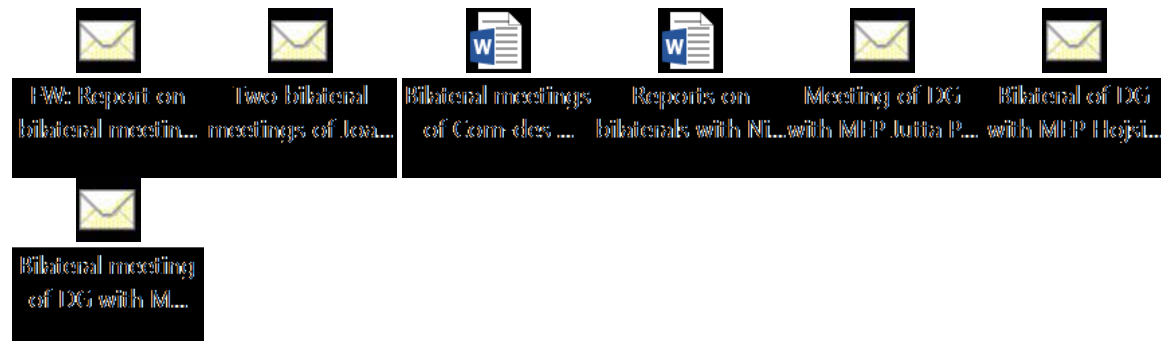 FW: Report on
bilateral meetin...
Two bilateral
meetings of Joa...
W
Bilateral meetings
of Com-des ...
W
Reports on
bilaterals with Ni...
Meeting of DG
with MEP Jutta P...
Bilateral of DG
with MEP Hojsi...
Bilateral meeting
of DG with M...